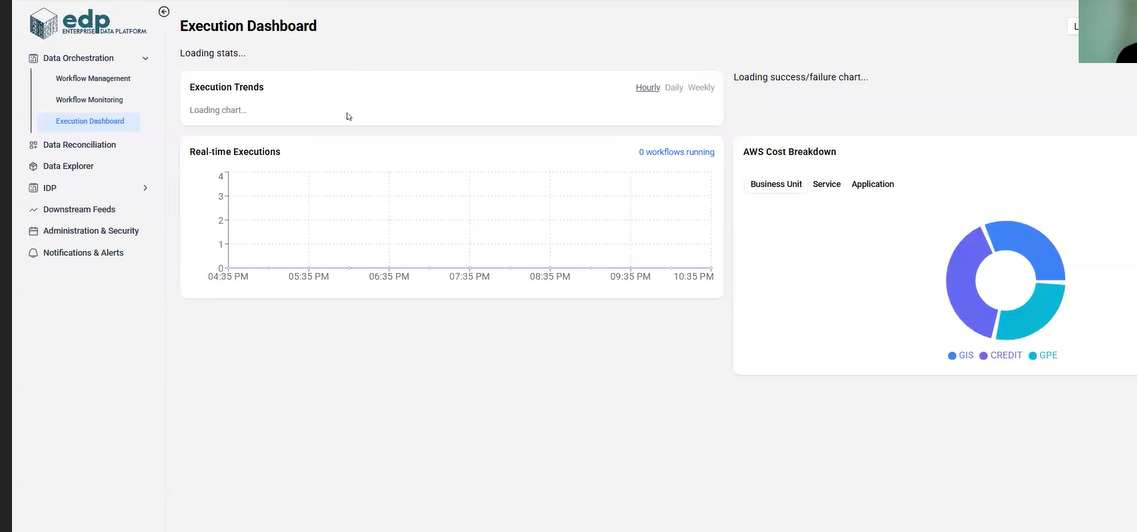 edp
ENTERPRISE DATA PLATFORM
Data Orchestration
Workflow Management
Workflow Monitoring
Execution Dashboard
Data Reconciliation
Data Explorer
IDP
Downstream Feeds
Administration & Security
Notifications & Alerts
Execution Dashboard
L
Loading stats...
Execution Trends
Hourly Daily Weekly
Loading chart...
Loading success/failure chart...
Real-time Executions
0 workflows running
4
3
2
1
0
04:35 PM 05:35 PM 06:35 PM 07:35 PM 08:35 PM 09:35 PM 10:35 PM
AWS Cost Breakdown
Business Unit Service Application
GIS CREDIT GPE